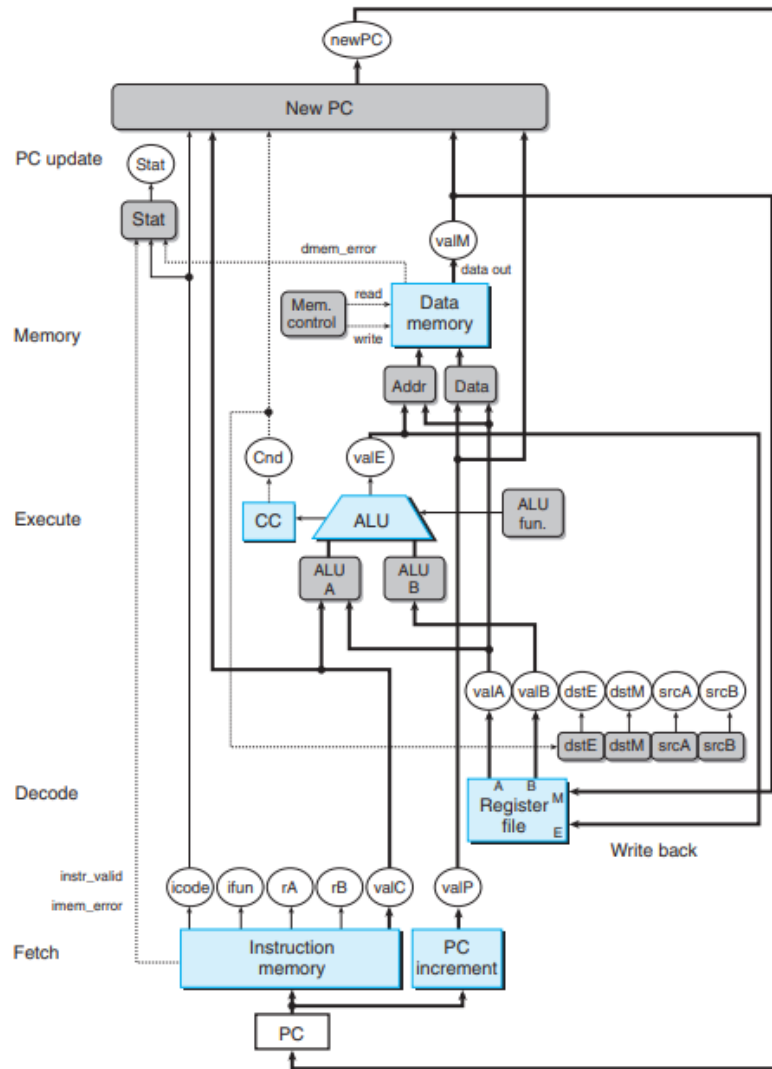 newPC
New PC
PC update
Stat
Stat
valM
dmem_error
data out
read
Mem.
control
Data
memory
write
Memory
Addr
Data
Cnd
valE
Execute
CC
ALU
ALU
fun.
ALU
A
ALU
B
valA
valB
dstE
dstM
srcA
srcB
dstE
dstM
srcA
srcB
Decode
A
B
M
Register
file
E
Write back
instr_valid
icode
ifun
rA
rB
valC
valP
imem_error
Fetch
Instruction
memory
PC
increment
PC